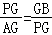 PG/AG = GB/PG